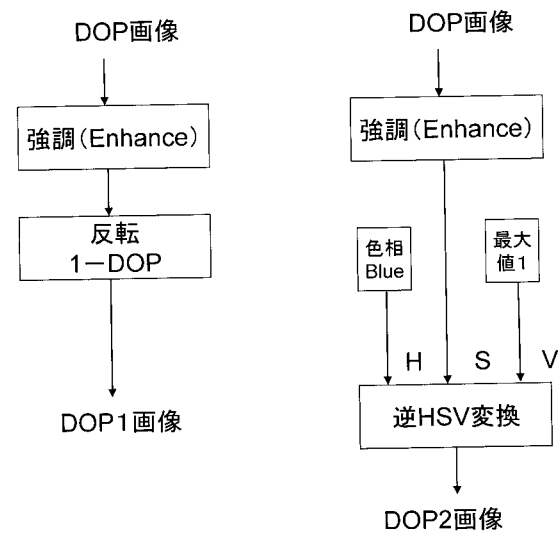 DOP画像
強調(Enhance)
反転
1-DOP
DOP1画像
DOP画像
強調(Enhance)
色相
Blue
最大
値1
H
S
V
逆HSV変換
DOP2画像